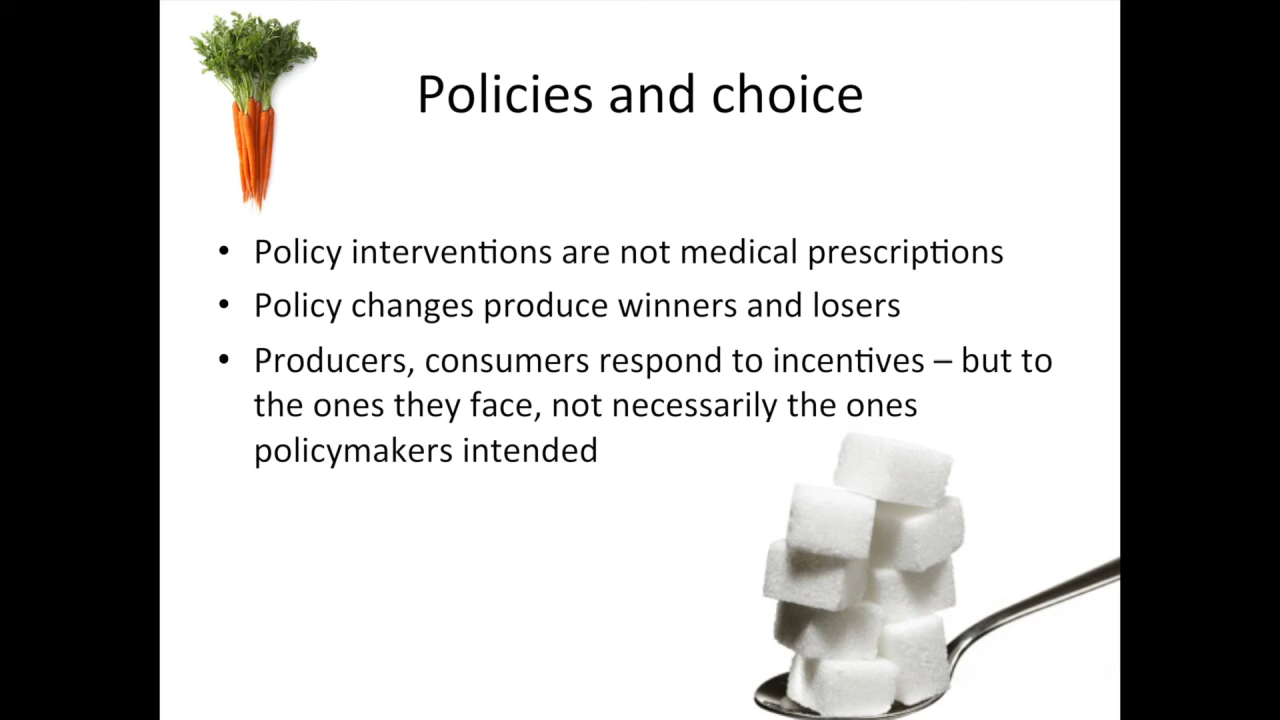 Policies and choice
• Policy interventions are not medical prescriptions
• Policy changes produce winners and losers
• Producers, consumers respond to incentives – but to
the ones they face, not necessarily the ones
policymakers intended